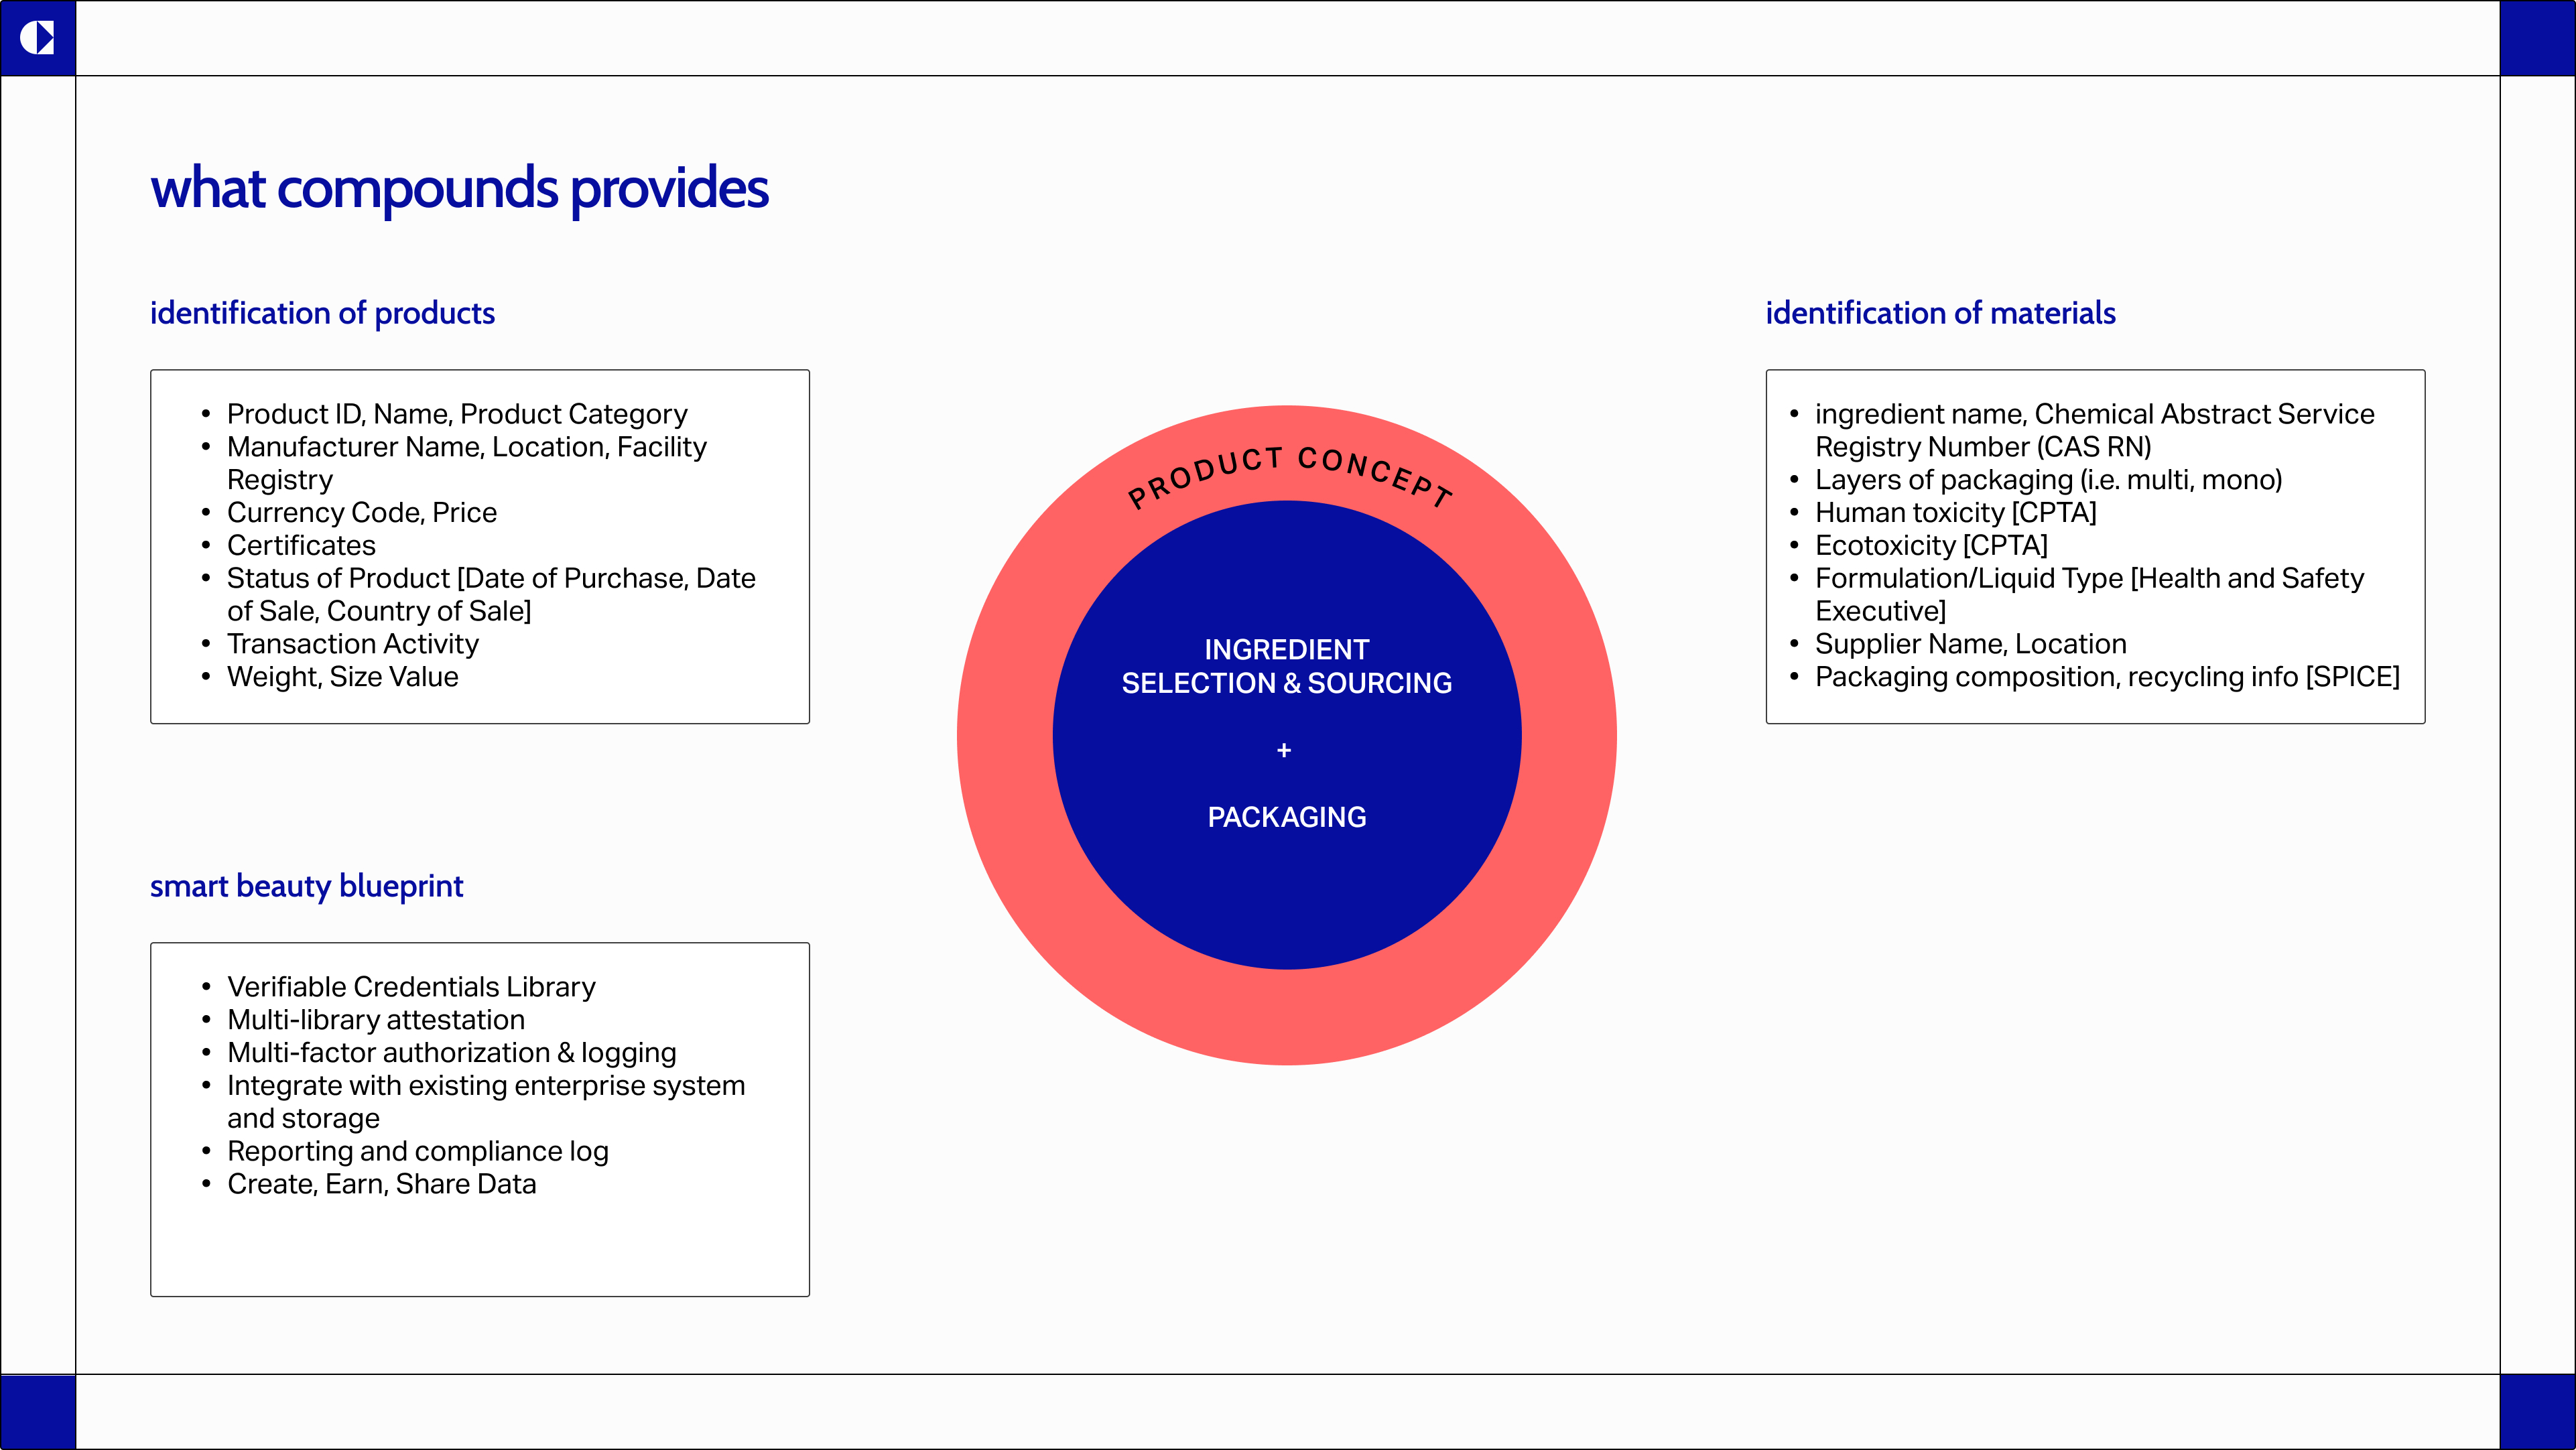 what compounds provides
identification of products
• Product ID, Name, Product Category
• Manufacturer Name, Location, Facility
Registry
• Currency Code, Price
• Certificates
• Status of Product [Date of Purchase, Date
of Sale, Country of Sale]
• Transaction Activity
• Weight, Size Value
smart beauty blueprint
• Verifiable Credentials Library
• Multi-library attestation
• Multi-factor authorization & logging
• Integrate with existing enterprise system
and storage
• Reporting and compliance log
• Create, Earn, Share Data
PRODUCT CONCEPT
INGREDIENT
SELECTION & SOURCING
+
PACKAGING
identification of materials
• ingredient name, Chemical Abstract Service
Registry Number (CAS RN)
• Layers of packaging (i.e. multi, mono)
• Human toxicity [CPTA]
• Ecotoxicity [CPTA]
• Formulation/Liquid Type [Health and Safety
Executive]
• Supplier Name, Location
• Packaging composition, recycling info [SPICE]